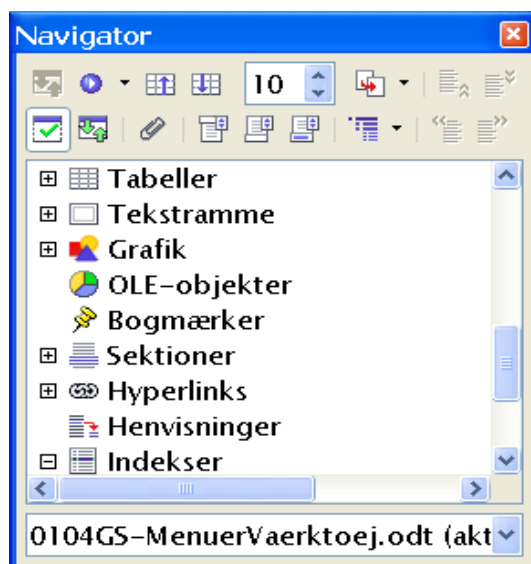 Navigator
10
Tabeller
Tekstramme
Grafik
OLE-objekter
Bogmærker
Sektioner
Hyperlinks
Henvisninger
Indekser
0104GS-MenuerVaerktoej.odt (akt